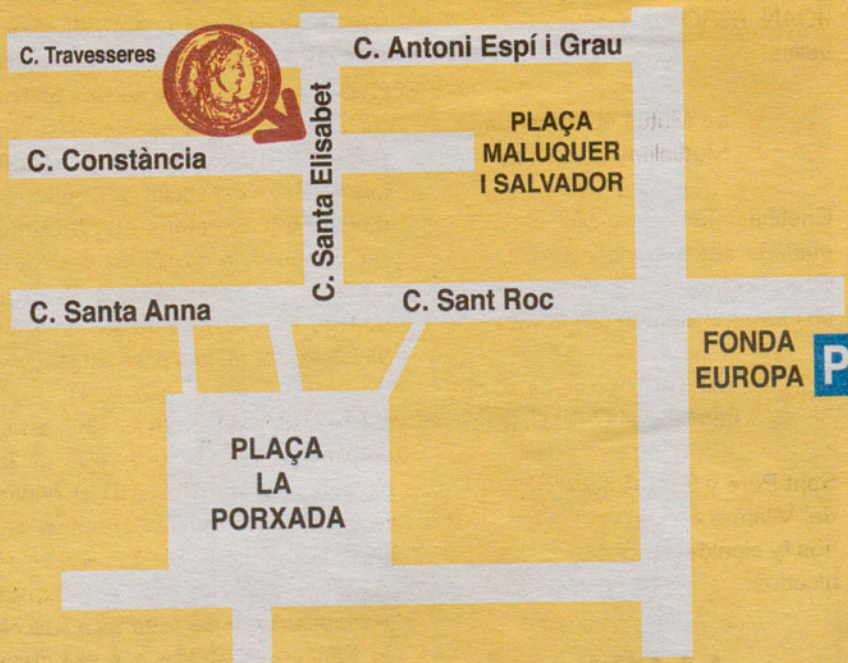 C. Travesseres
C. Antoni Espí i Grau
C. Santa Elisabet
C. Constància
PLAÇA
MALUQUER
I SALVADOR
C. Santa Anna
C. Sant Roc
FONDA
EUROPA
P
PLAÇA
LA
PORXADA